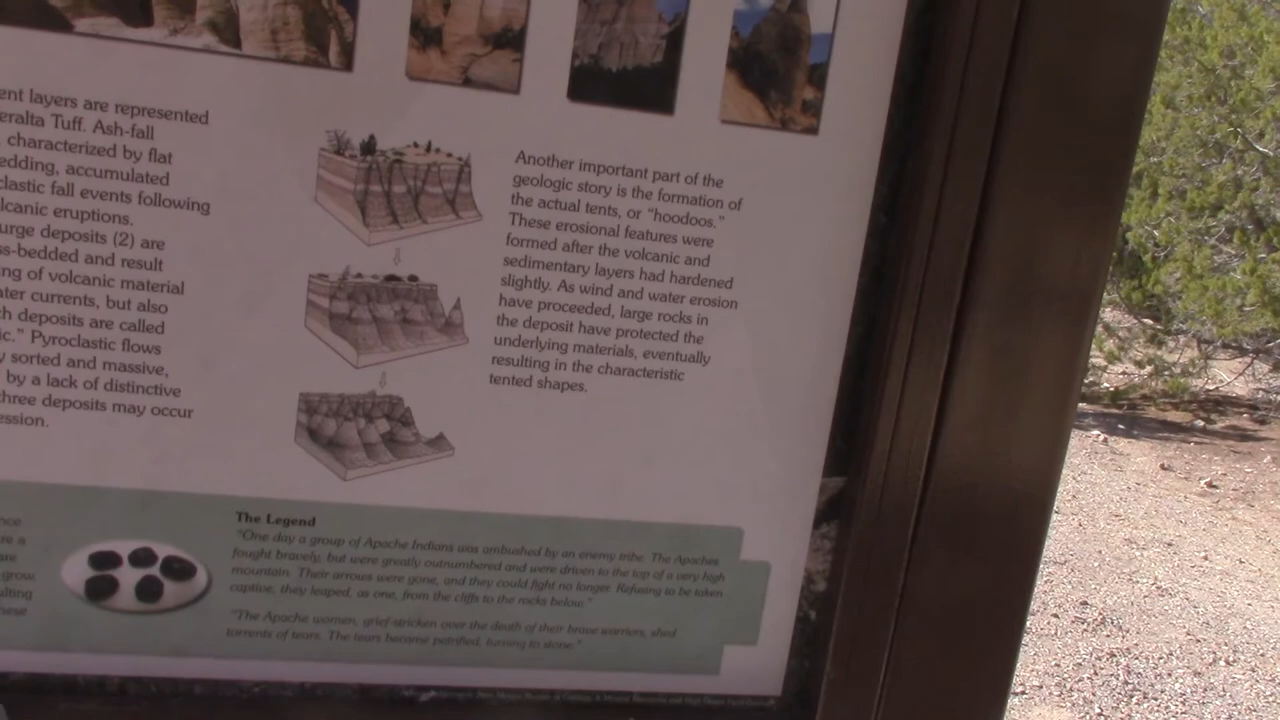 ent layers are represented
eralta Tuff. Ash-fall
, characterized by flat
edding, accumulated
clastic fall events following
lcanic eruptions.
urge deposits (2) are
ss-bedded and result
ing of volcanic material
ater currents, but also
ch deposits are called
ic." Pyroclastic flows
y sorted and massive,
by a lack of distinctive
three deposits may occur
ession.
Another important part of the
geologic story is the formation of
the actual tents, or "hoodoos."
These erosional features were
formed after the volcanic and
sedimentary layers had hardened
slightly. As wind and water erosion
have proceeded, large rocks in
the deposit have protected the
underlying materials, eventually
resulting in the characteristic
tented shapes.
nce
re a
are
grow
ulting
hese
The Legend
"One day a group of Apache Indians was ambushed by an enemy tribe. The Apaches
fought bravely, but were greatly outnumbered and were driven to the top of a very high
mountain. Their arrows were gone, and they could fight no longer. Refusing to be taken
captive, they leaped, as one, from the cliffs to the rocks below."
"The Apache women, grief-stricken over the death of their brave warriors, shed
torrents of tears. The tears became petrified, turning to stone."